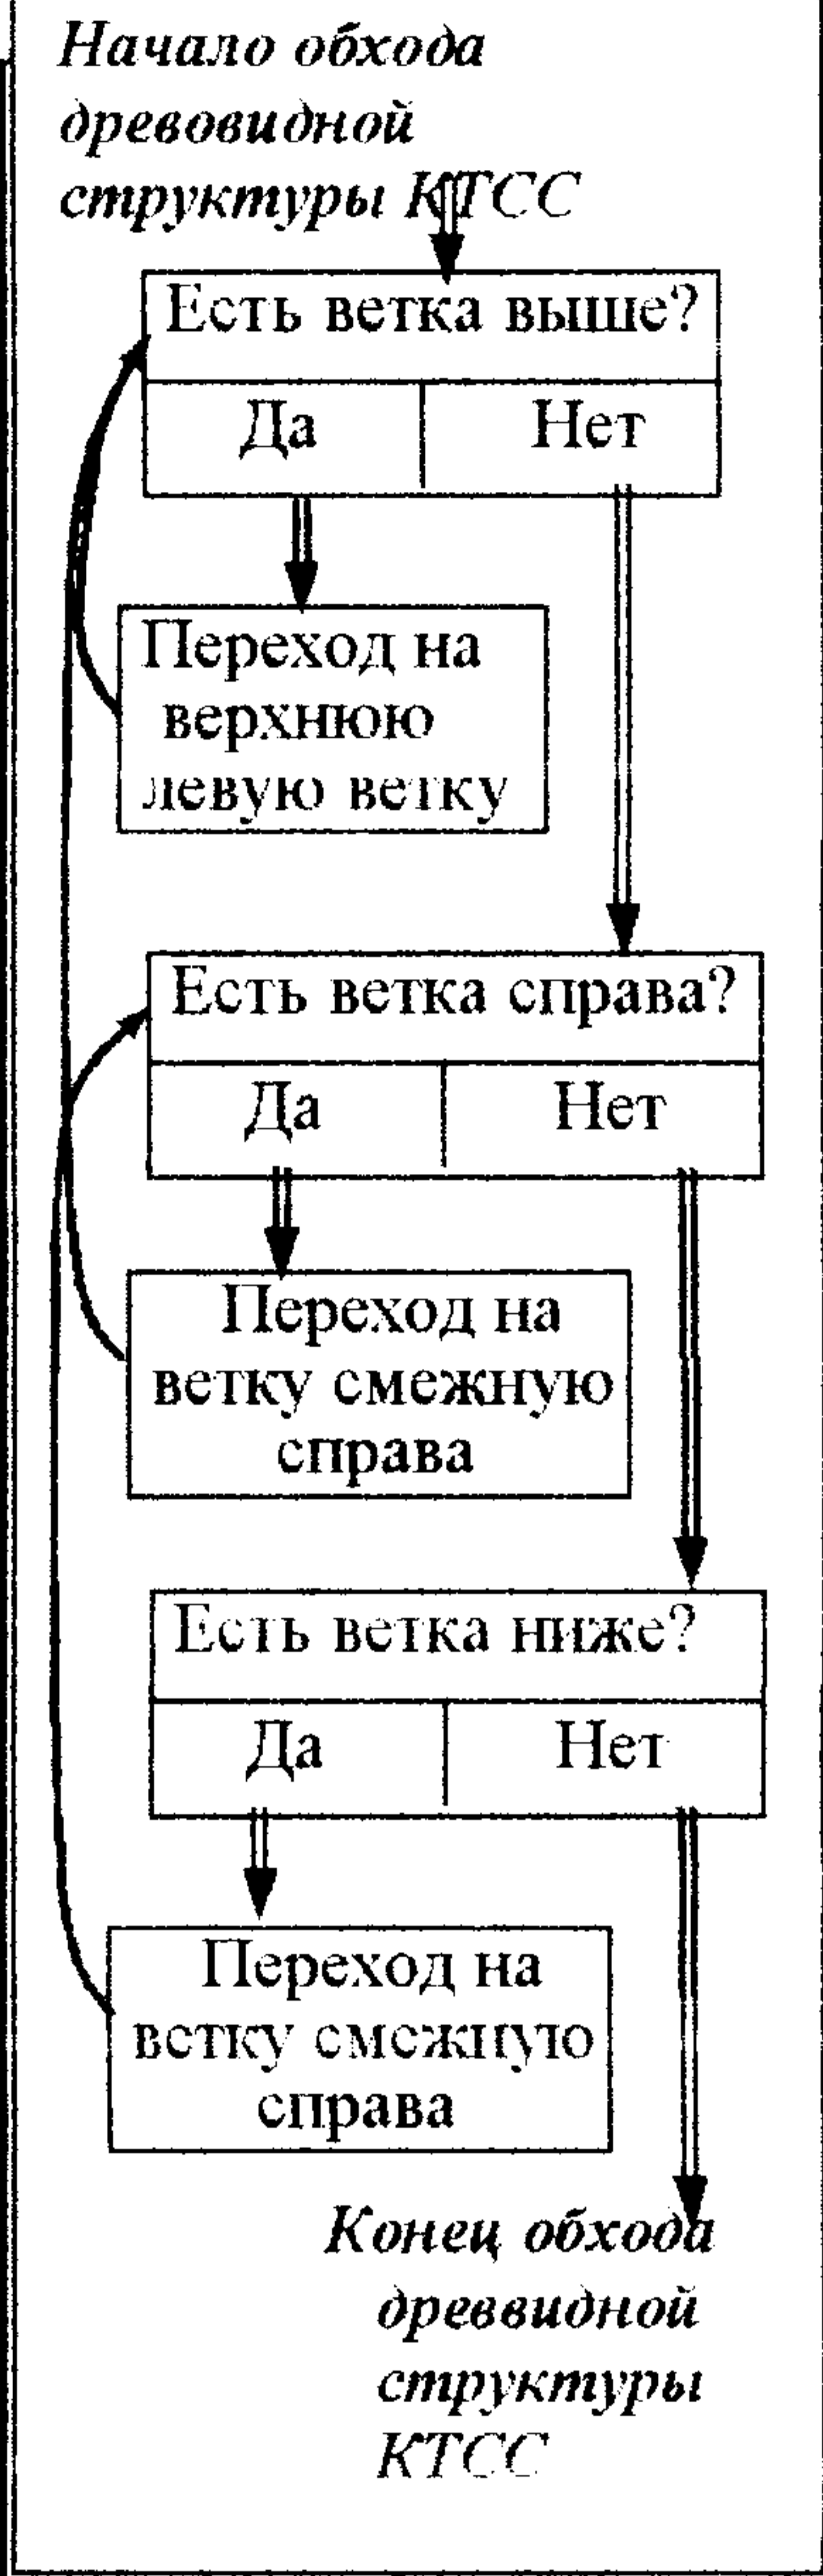 Начало обхода
древовидной
структуры КТСС
Есть ветка выше?
Да Нет
Переход на
верхнюю
левую ветку
Есть ветка справа?
Да Нет
Переход на
ветку смежную
справа
Есть ветка ниже?
Да Нет
Переход на
ветку смежную
справа
Конец обхода
древвидной
структуры
КТСС